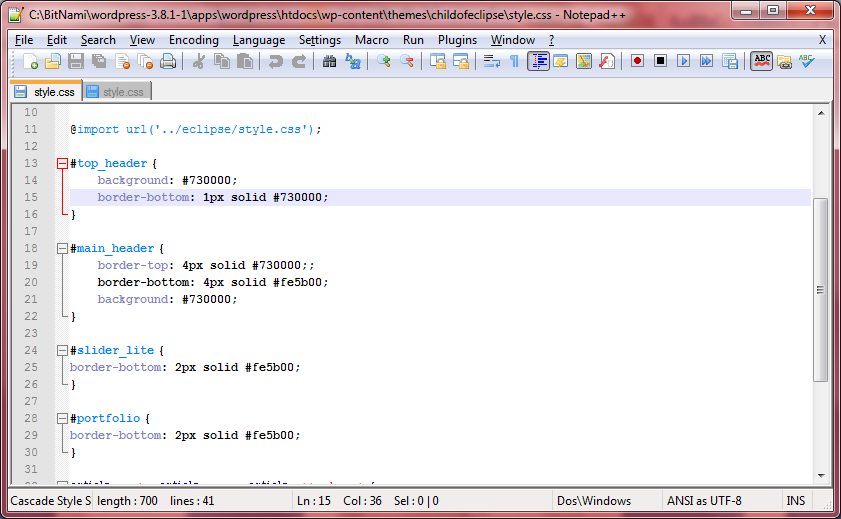 C:\BitNami\wordpress-3.8.1-1\apps\wordpress\htdocs\wp-content\themes\childofeclipse\style.css - Notepad++
File Edit Search View Encoding Language Settings Macro Run Plugins Window ? X
ABC ABC
style.css style.css
10
11 @import url('../eclipse/style.css');
12
13 #top_header {
14 background: #730000;
15 border-bottom: 1px solid #730000;
16 }
17
18 #main_header {
19 border-top: 4px solid #730000;;
20 border-bottom: 4px solid #fe5b00;
21 background: #730000;
22 }
23
24 #slider_lite {
25 border-bottom: 2px solid #fe5b00;
26 }
27
28 #portfolio {
29 border-bottom: 2px solid #fe5b00;
30 }
31
Cascade Style S length : 700 lines : 41 Ln : 15 Col : 36 Sel : 0 | 0 Dos\Windows ANSI as UTF-8 INS